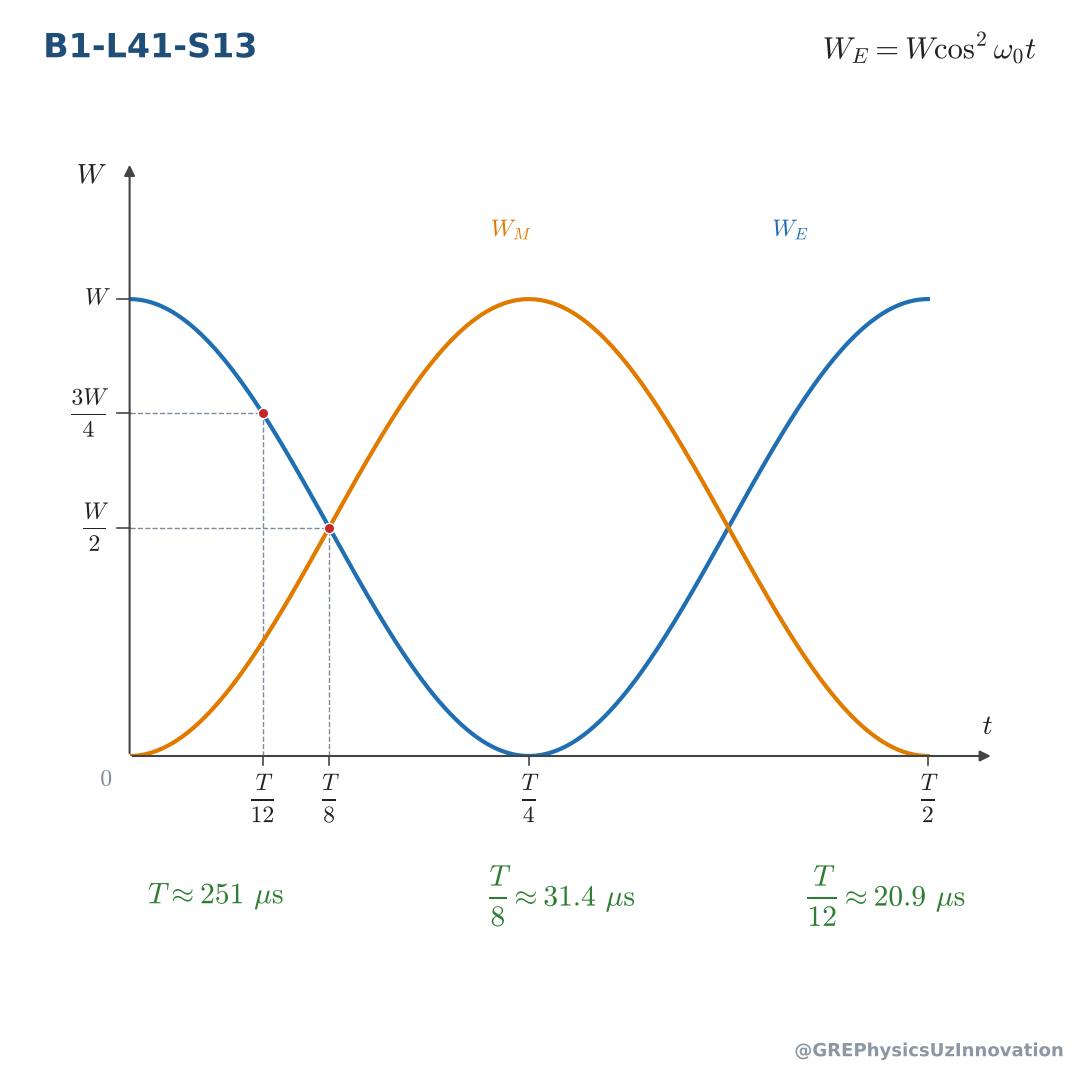 B1-L41-S13
W_E = W cos² ω₀t
W
W_M
W_E
W
3W/4
W/2
t
0
T/12
T/8
T/4
T/2
T ≈ 251 μs
T/8 ≈ 31.4 μs
T/12 ≈ 20.9 μs
@GREPhysicsUzInnovation